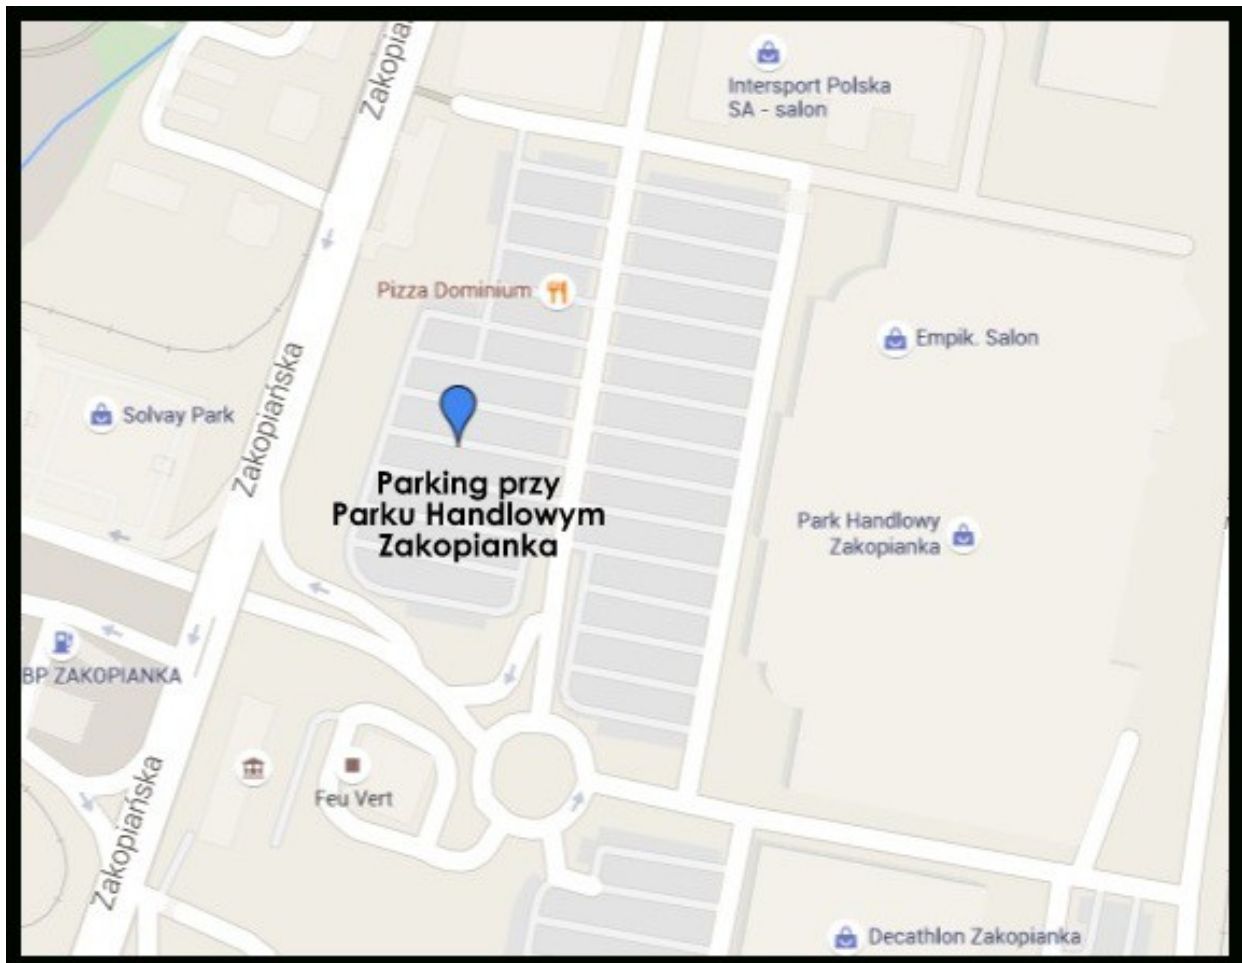 Zakopia
Intersport Polska
SA - salon
Pizza Dominium
Empik. Salon
Zakopiańska
Solvay Park
Parking przy
Parku Handlowym
Zakopianka
Park Handlowy
Zakopianka
BP ZAKOPIANKA
Zakopiańska
Feu Vert
Decathlon Zakopianka